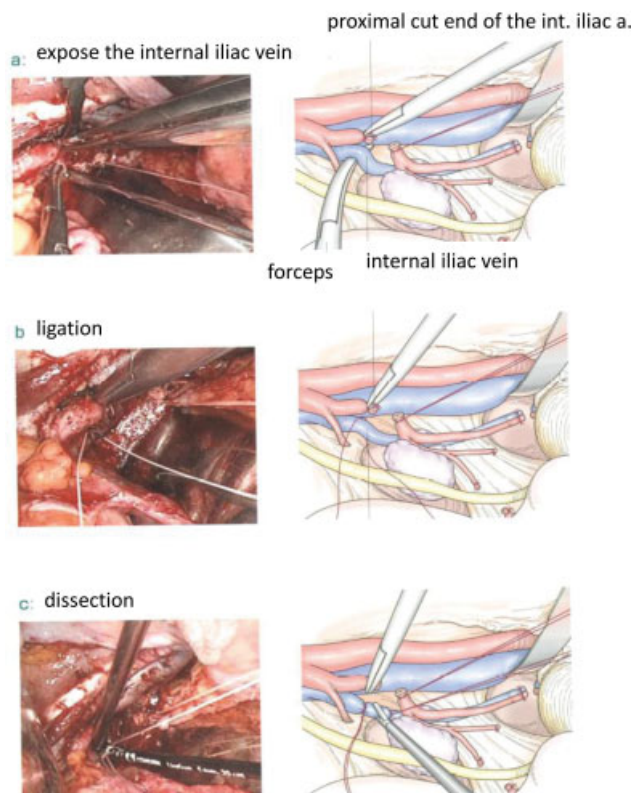 proximal cut end of the int. iliac a.
a: expose the internal iliac vein
forceps
internal iliac vein
b ligation
c: dissection